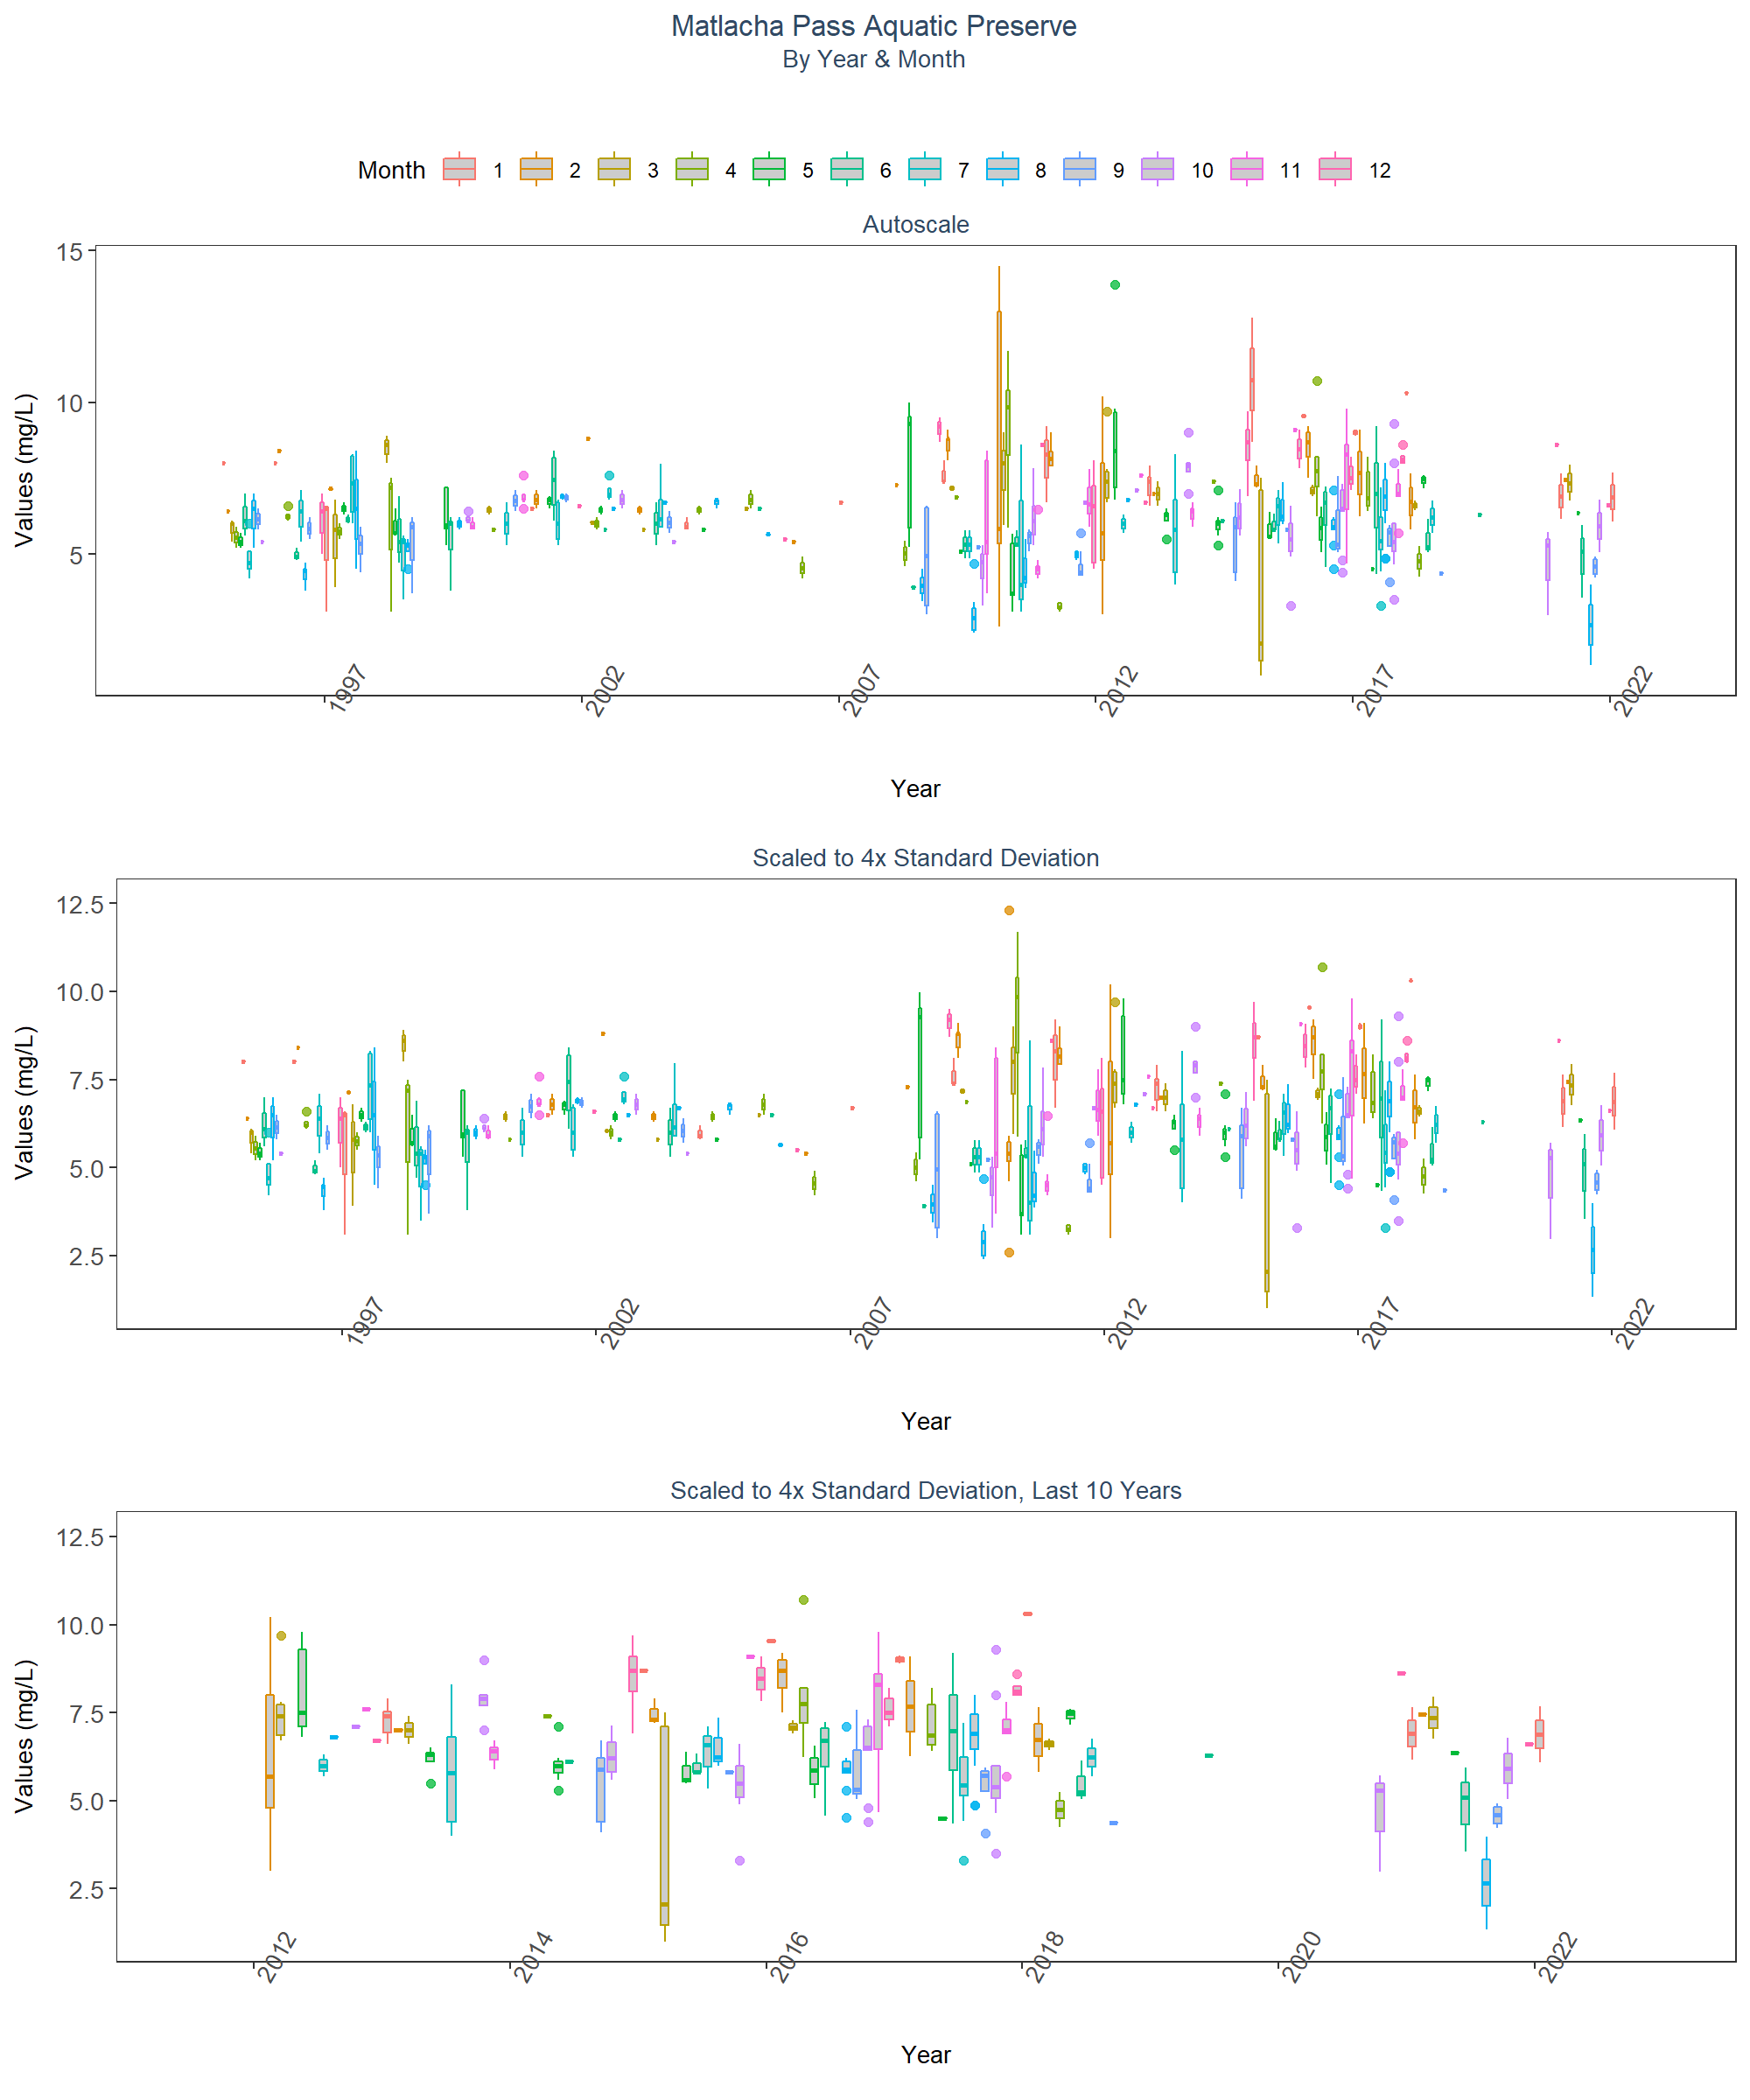 Matlacha Pass Aquatic Preserve
By Year & Month
Month 1 2 3 4 5 6 7 8 9 10 11 12
Autoscale
Values (mg/L)
15
10
5
1997 2002 2007 2012 2017 2022
Year
Scaled to 4x Standard Deviation
Values (mg/L)
12.5
10.0
7.5
5.0
2.5
1997 2002 2007 2012 2017 2022
Year
Scaled to 4x Standard Deviation, Last 10 Years
Values (mg/L)
12.5
10.0
7.5
5.0
2.5
2012 2014 2016 2018 2020 2022
Year